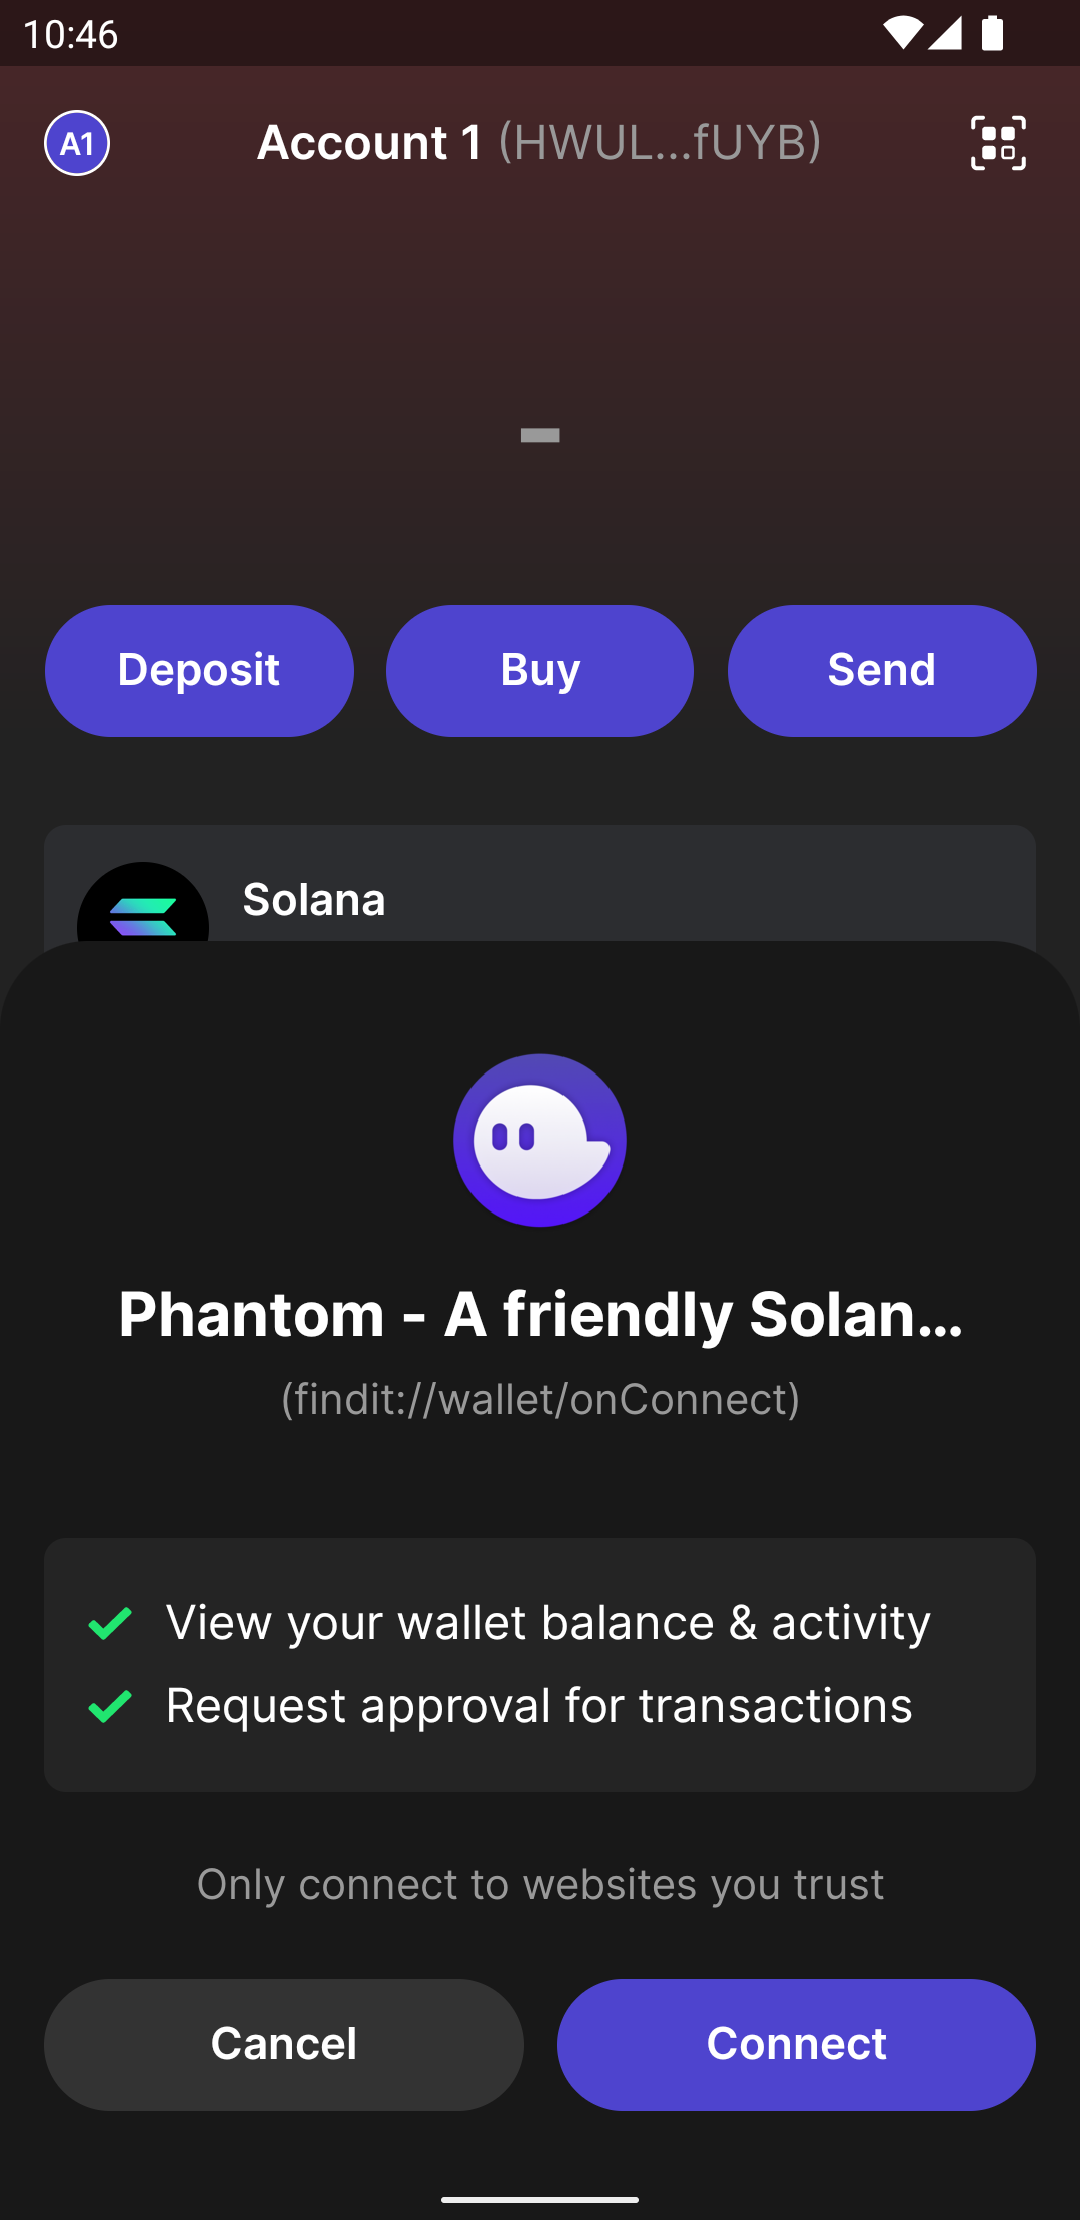 10:46
A1
Account 1 (HWUL...fUYB)
-
Deposit
Buy
Send
Solana
Phantom - A friendly Solan...
(findit://wallet/onConnect)
View your wallet balance & activity
Request approval for transactions
Only connect to websites you trust
Cancel
Connect